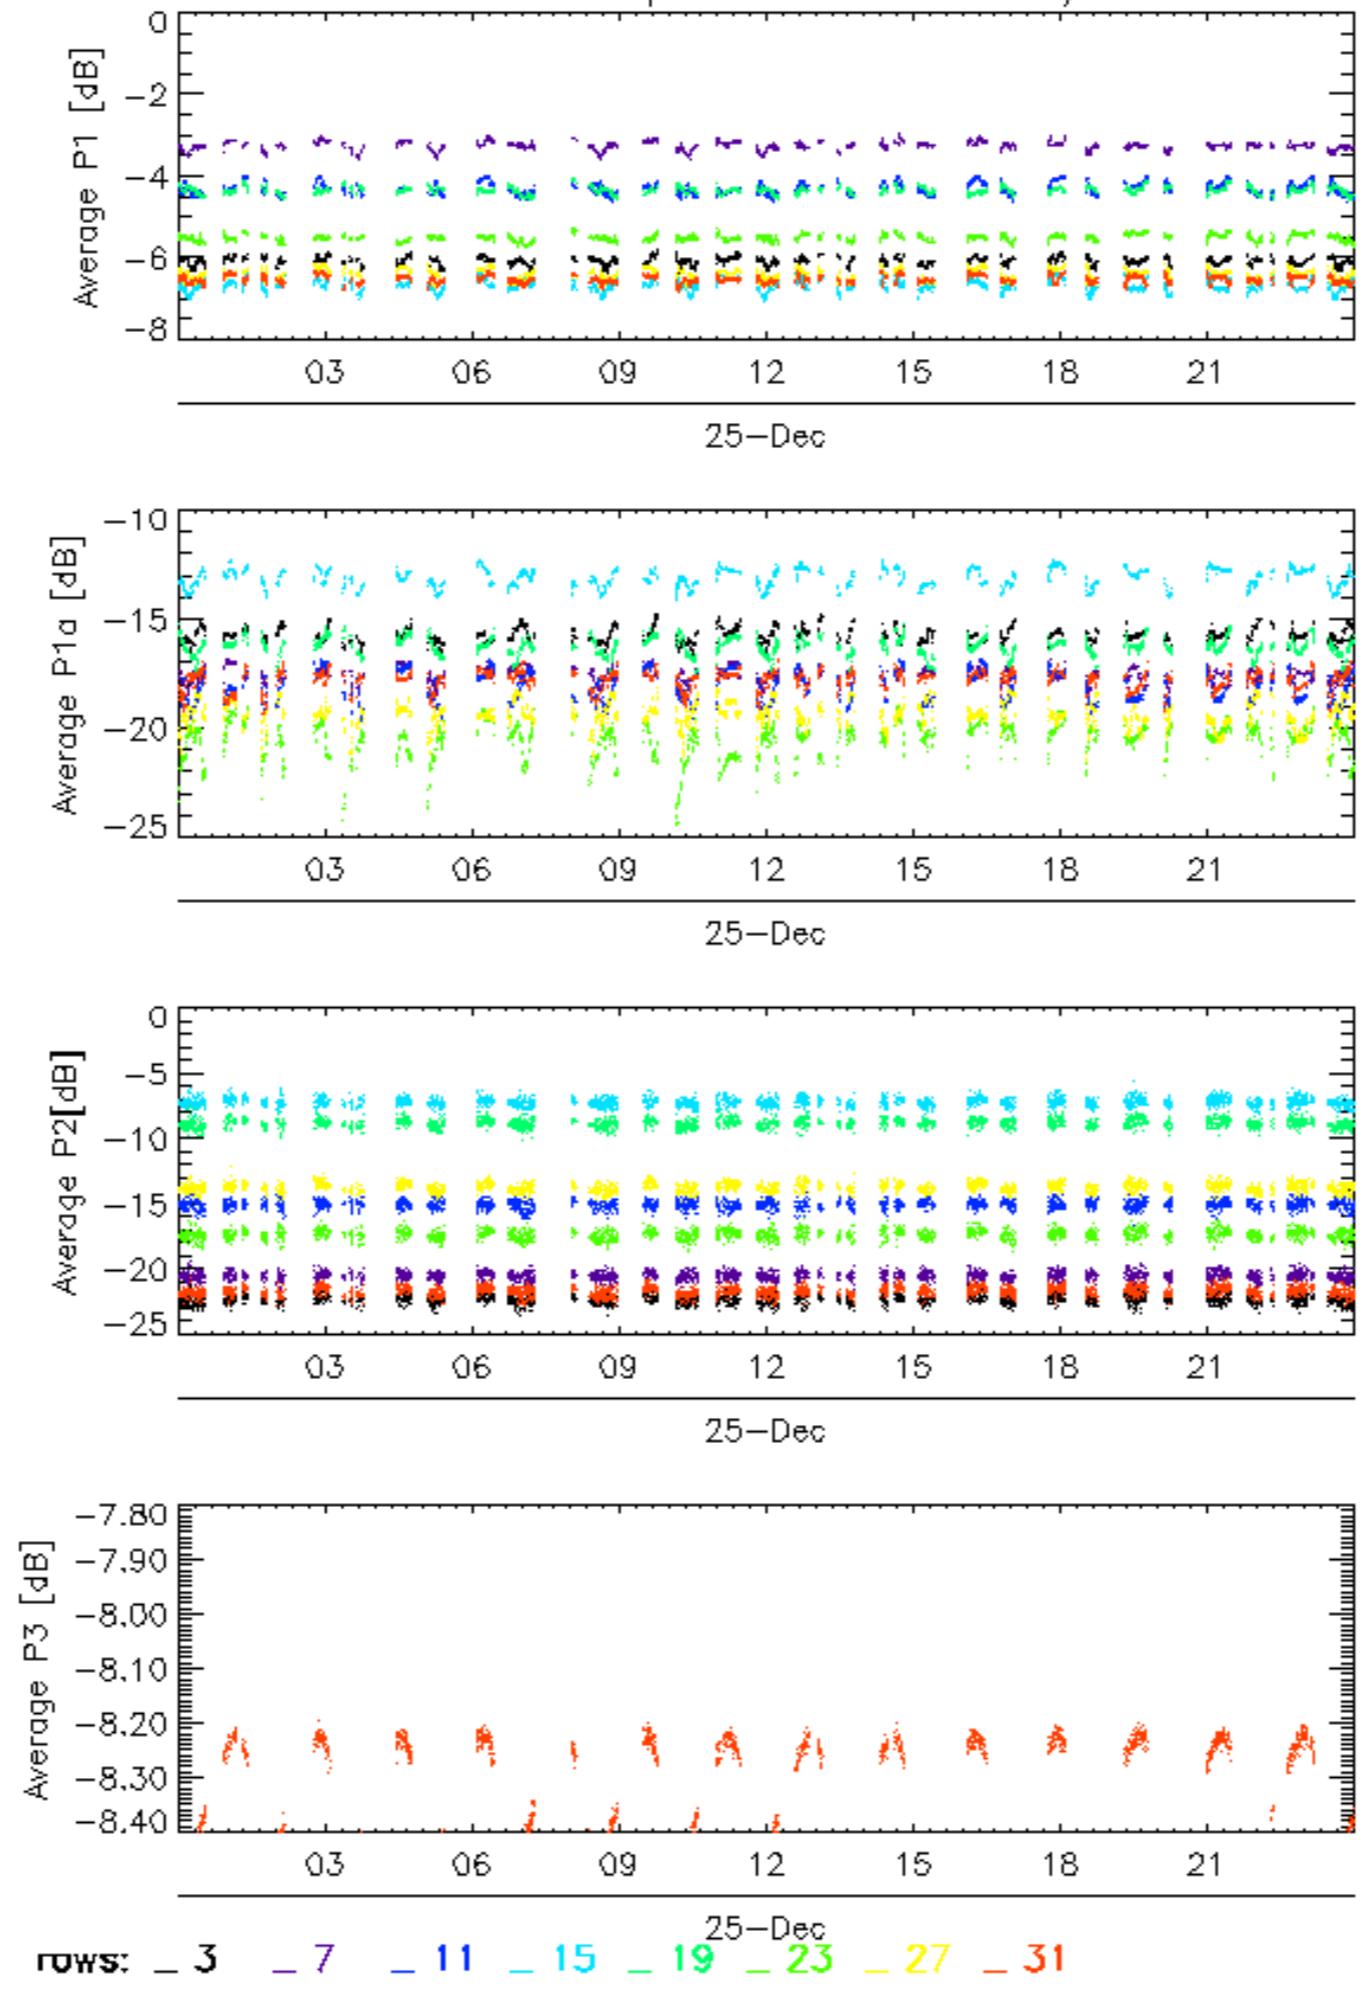 0
−2
−4
−6
−8
Average P1 [dB]
03 06 09 12 15 18 21
25−Dec
−10
−15
−20
−25
Average P1a [dB]
03 06 09 12 15 18 21
25−Dec
0
−5
−10
−15
−20
−25
Average P2[dB]
03 06 09 12 15 18 21
25−Dec
−7.80
−7.90
−8.00
−8.10
−8.20
−8.30
−8.40
Average P3 [dB]
03 06 09 12 15 18 21
25−Dec
rows: _ 3 _ 7 _ 11 _ 15 _ 19 _ 23 _ 27 _ 31